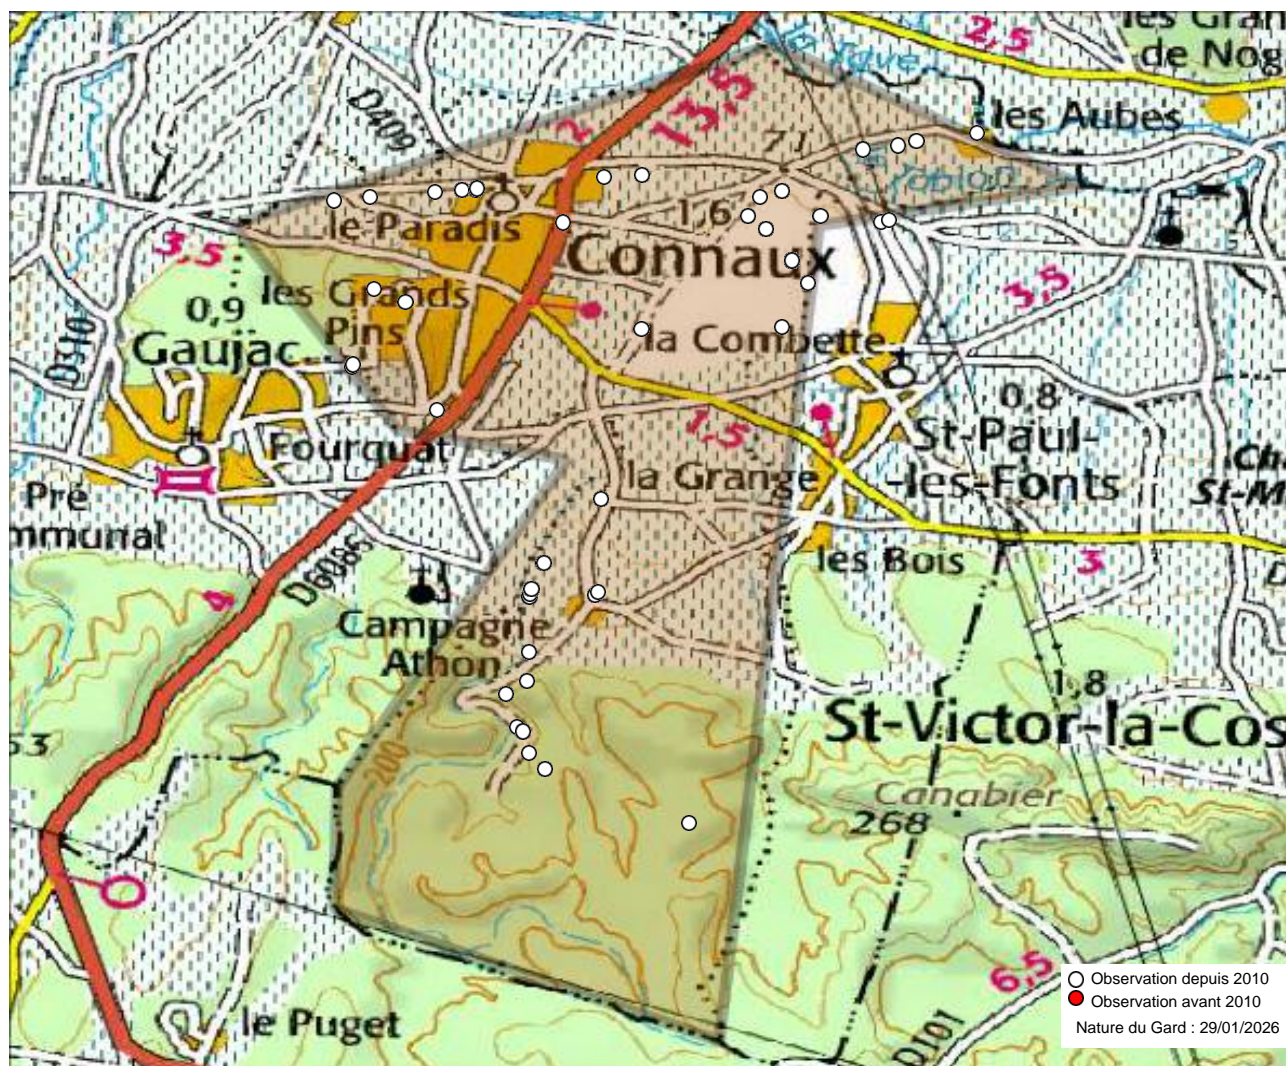 les Gran
de Nog
2,5
la Tave
13,5
2
D409
71
les Aubes
Tablon
le Paradis
1,6
3,5
Connaux
les Grands
Pins
3,5
0,9
Gaujac
D310
la Combette
0,8
1,5
St-Paul-
-les-Fonts
Fourquat
la Grange
Ch
St-M
Pré
mmunal
D6086
les Bois
3
4
Campagne
Athon
1,8
St-Victor-la-Cos
53
200
Canabier
268
6,5
D101
le Puget
Observation depuis 2010
Observation avant 2010
Nature du Gard : 29/01/2026